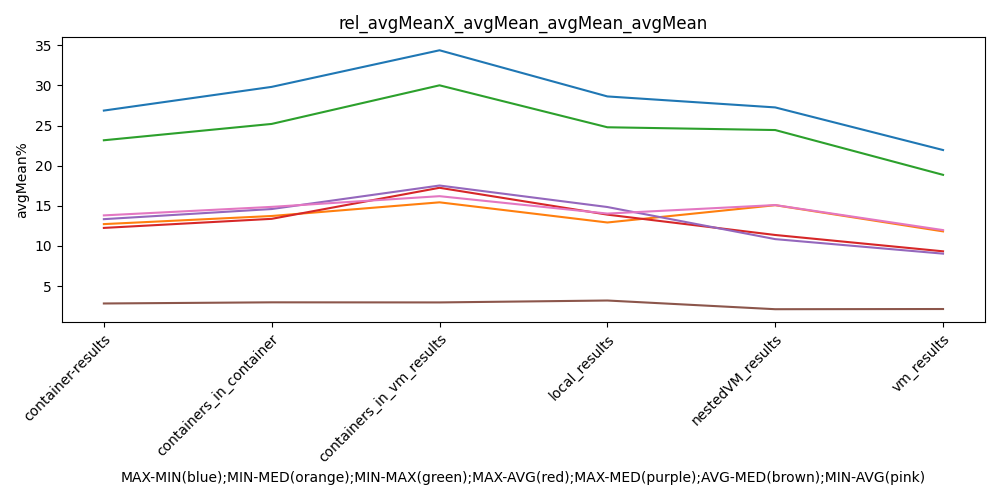 rel_avgMeanX_avgMean_avgMean_avgMean
35
30
25
20
15
10
5
avgMean%
container-results
containers_in_container
containers_in_vm_results
local_results
nestedVM_results
vm_results
MAX-MIN(blue);MIN-MED(orange);MIN-MAX(green);MAX-AVG(red);MAX-MED(purple);AVG-MED(brown);MIN-AVG(pink)